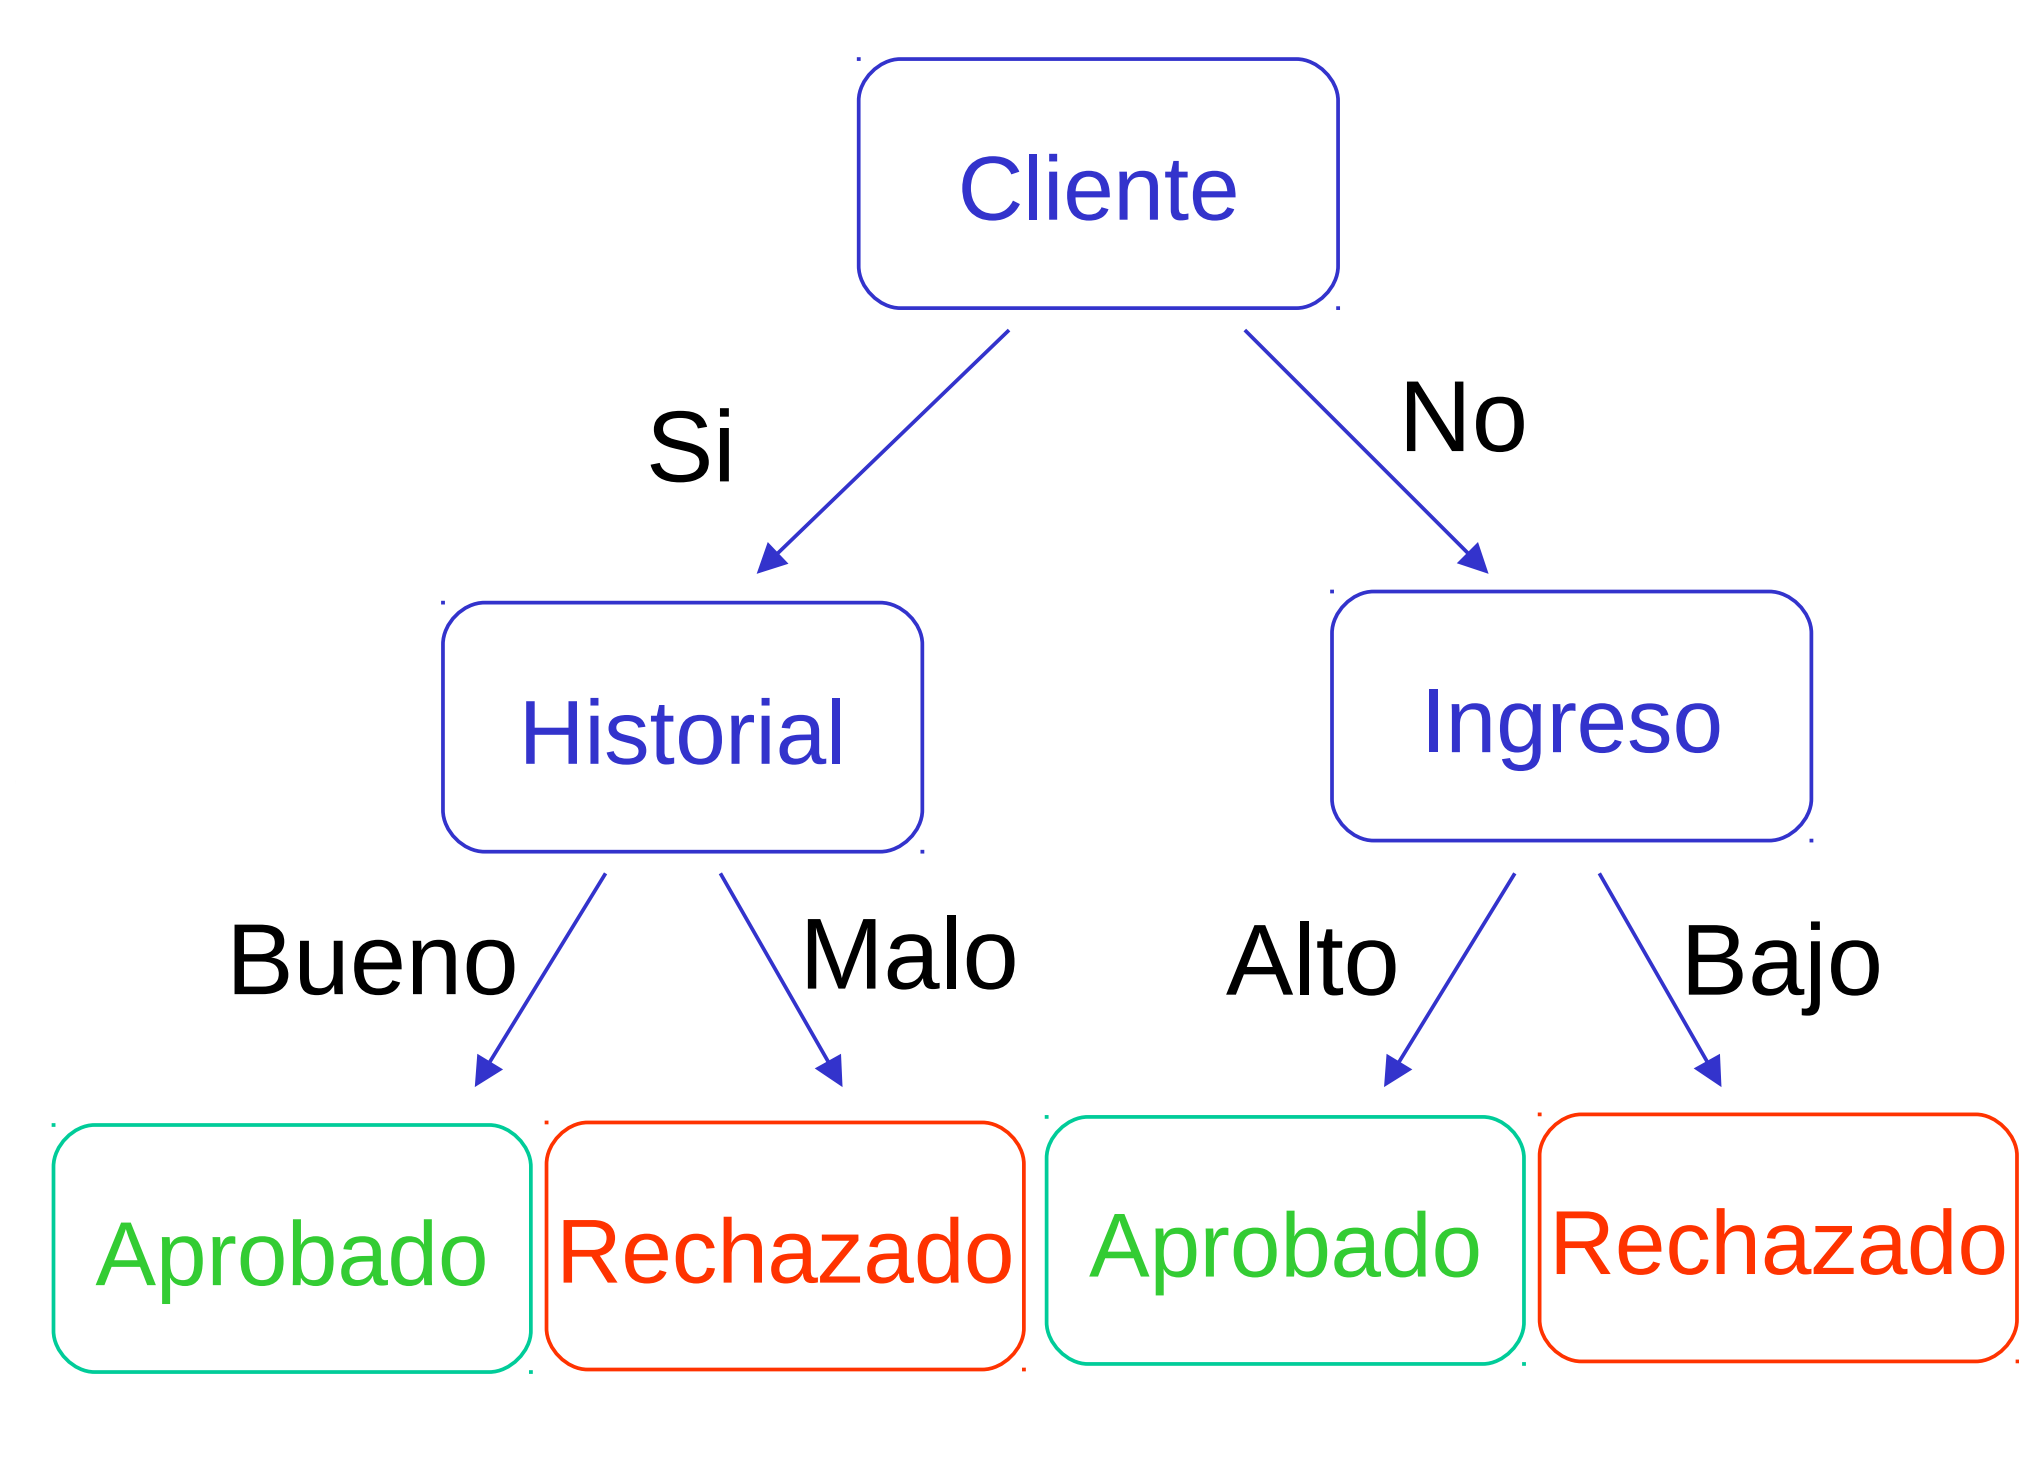 Cliente
Si
No
Historial
Ingreso
Bueno
Malo
Alto
Bajo
Aprobado
Rechazado
Aprobado
Rechazado